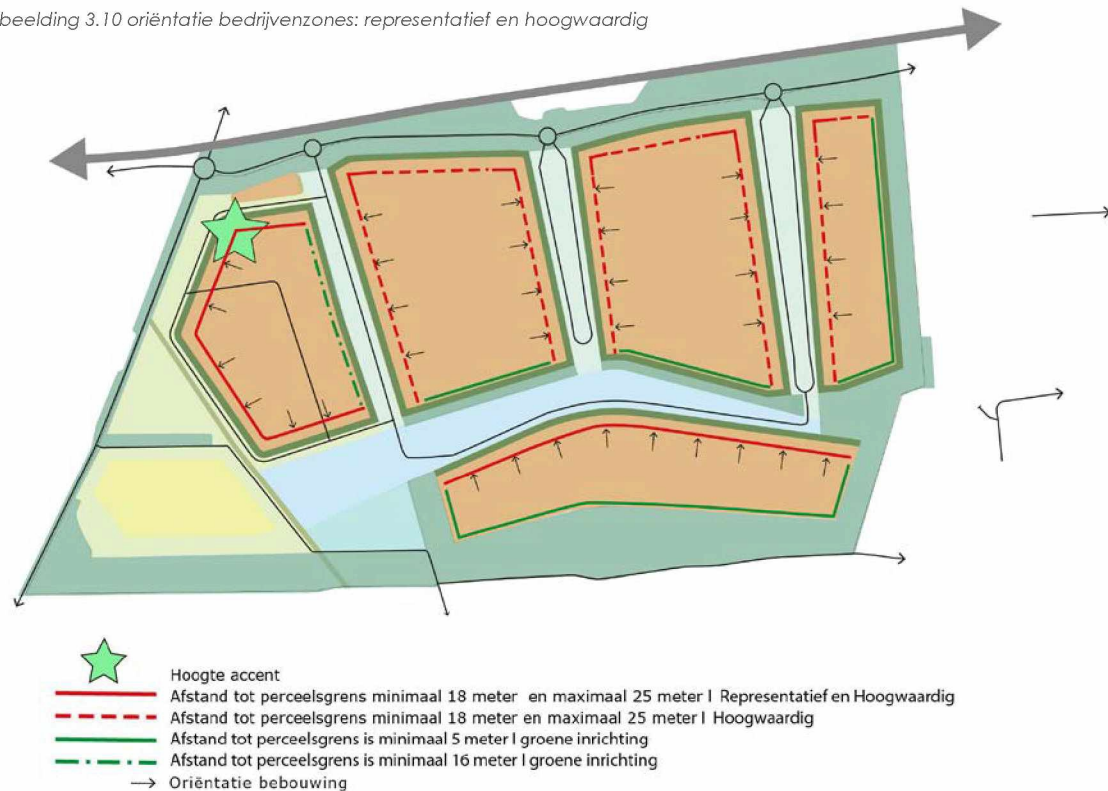 beelding 3.10 oriëntatie bedrijvenzones: representatief en hoogwaardig
Hoogte accent
Afstand tot perceelsgrens minimaal 18 meter en maximaal 25 meter I Representatief en Hoogwaardig
Afstand tot perceelsgrens minimaal 18 meter en maximaal 25 meter I Hoogwaardig
Afstand tot perceelsgrens is minimaal 5 meter I groene inrichting
Afstand tot perceelsgrens is minimaal 16 meter I groene inrichting
Oriëntatie bebouwing